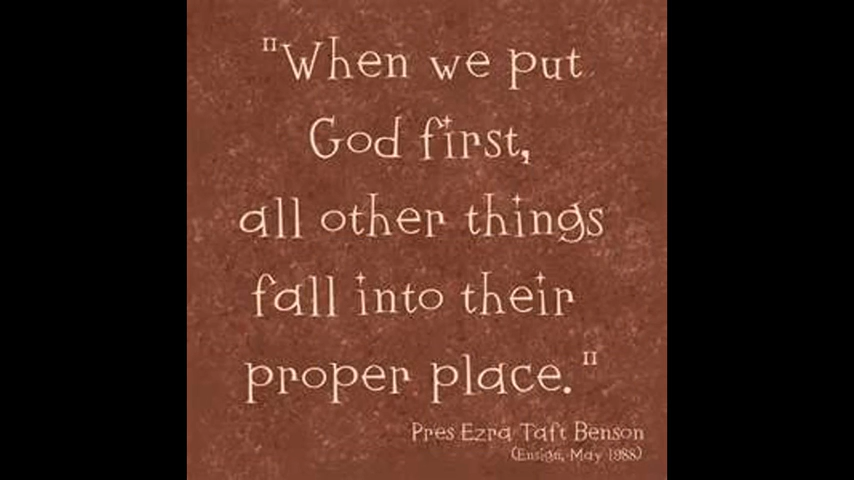 "When we put
God first,
all other things
fall into their
proper place."
Pres Ezra Taft Benson
(Ensign, May 1988)